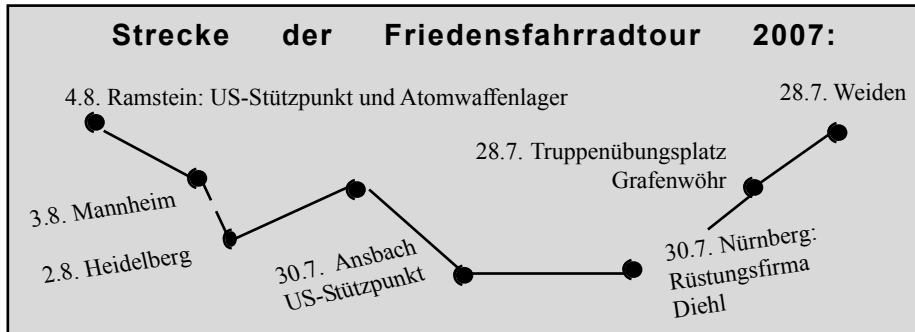 Strecke der Friedensfahrradtour 2007:
4.8. Ramstein: US-Stützpunkt und Atomwaffenlager
28.7. Weiden
28.7. Truppenübungsplatz
Grafenwöhr
3.8. Mannheim
2.8. Heidelberg
30.7. Ansbach
US-Stützpunkt
30.7. Nürnberg:
Rüstungsfirma
Diehl